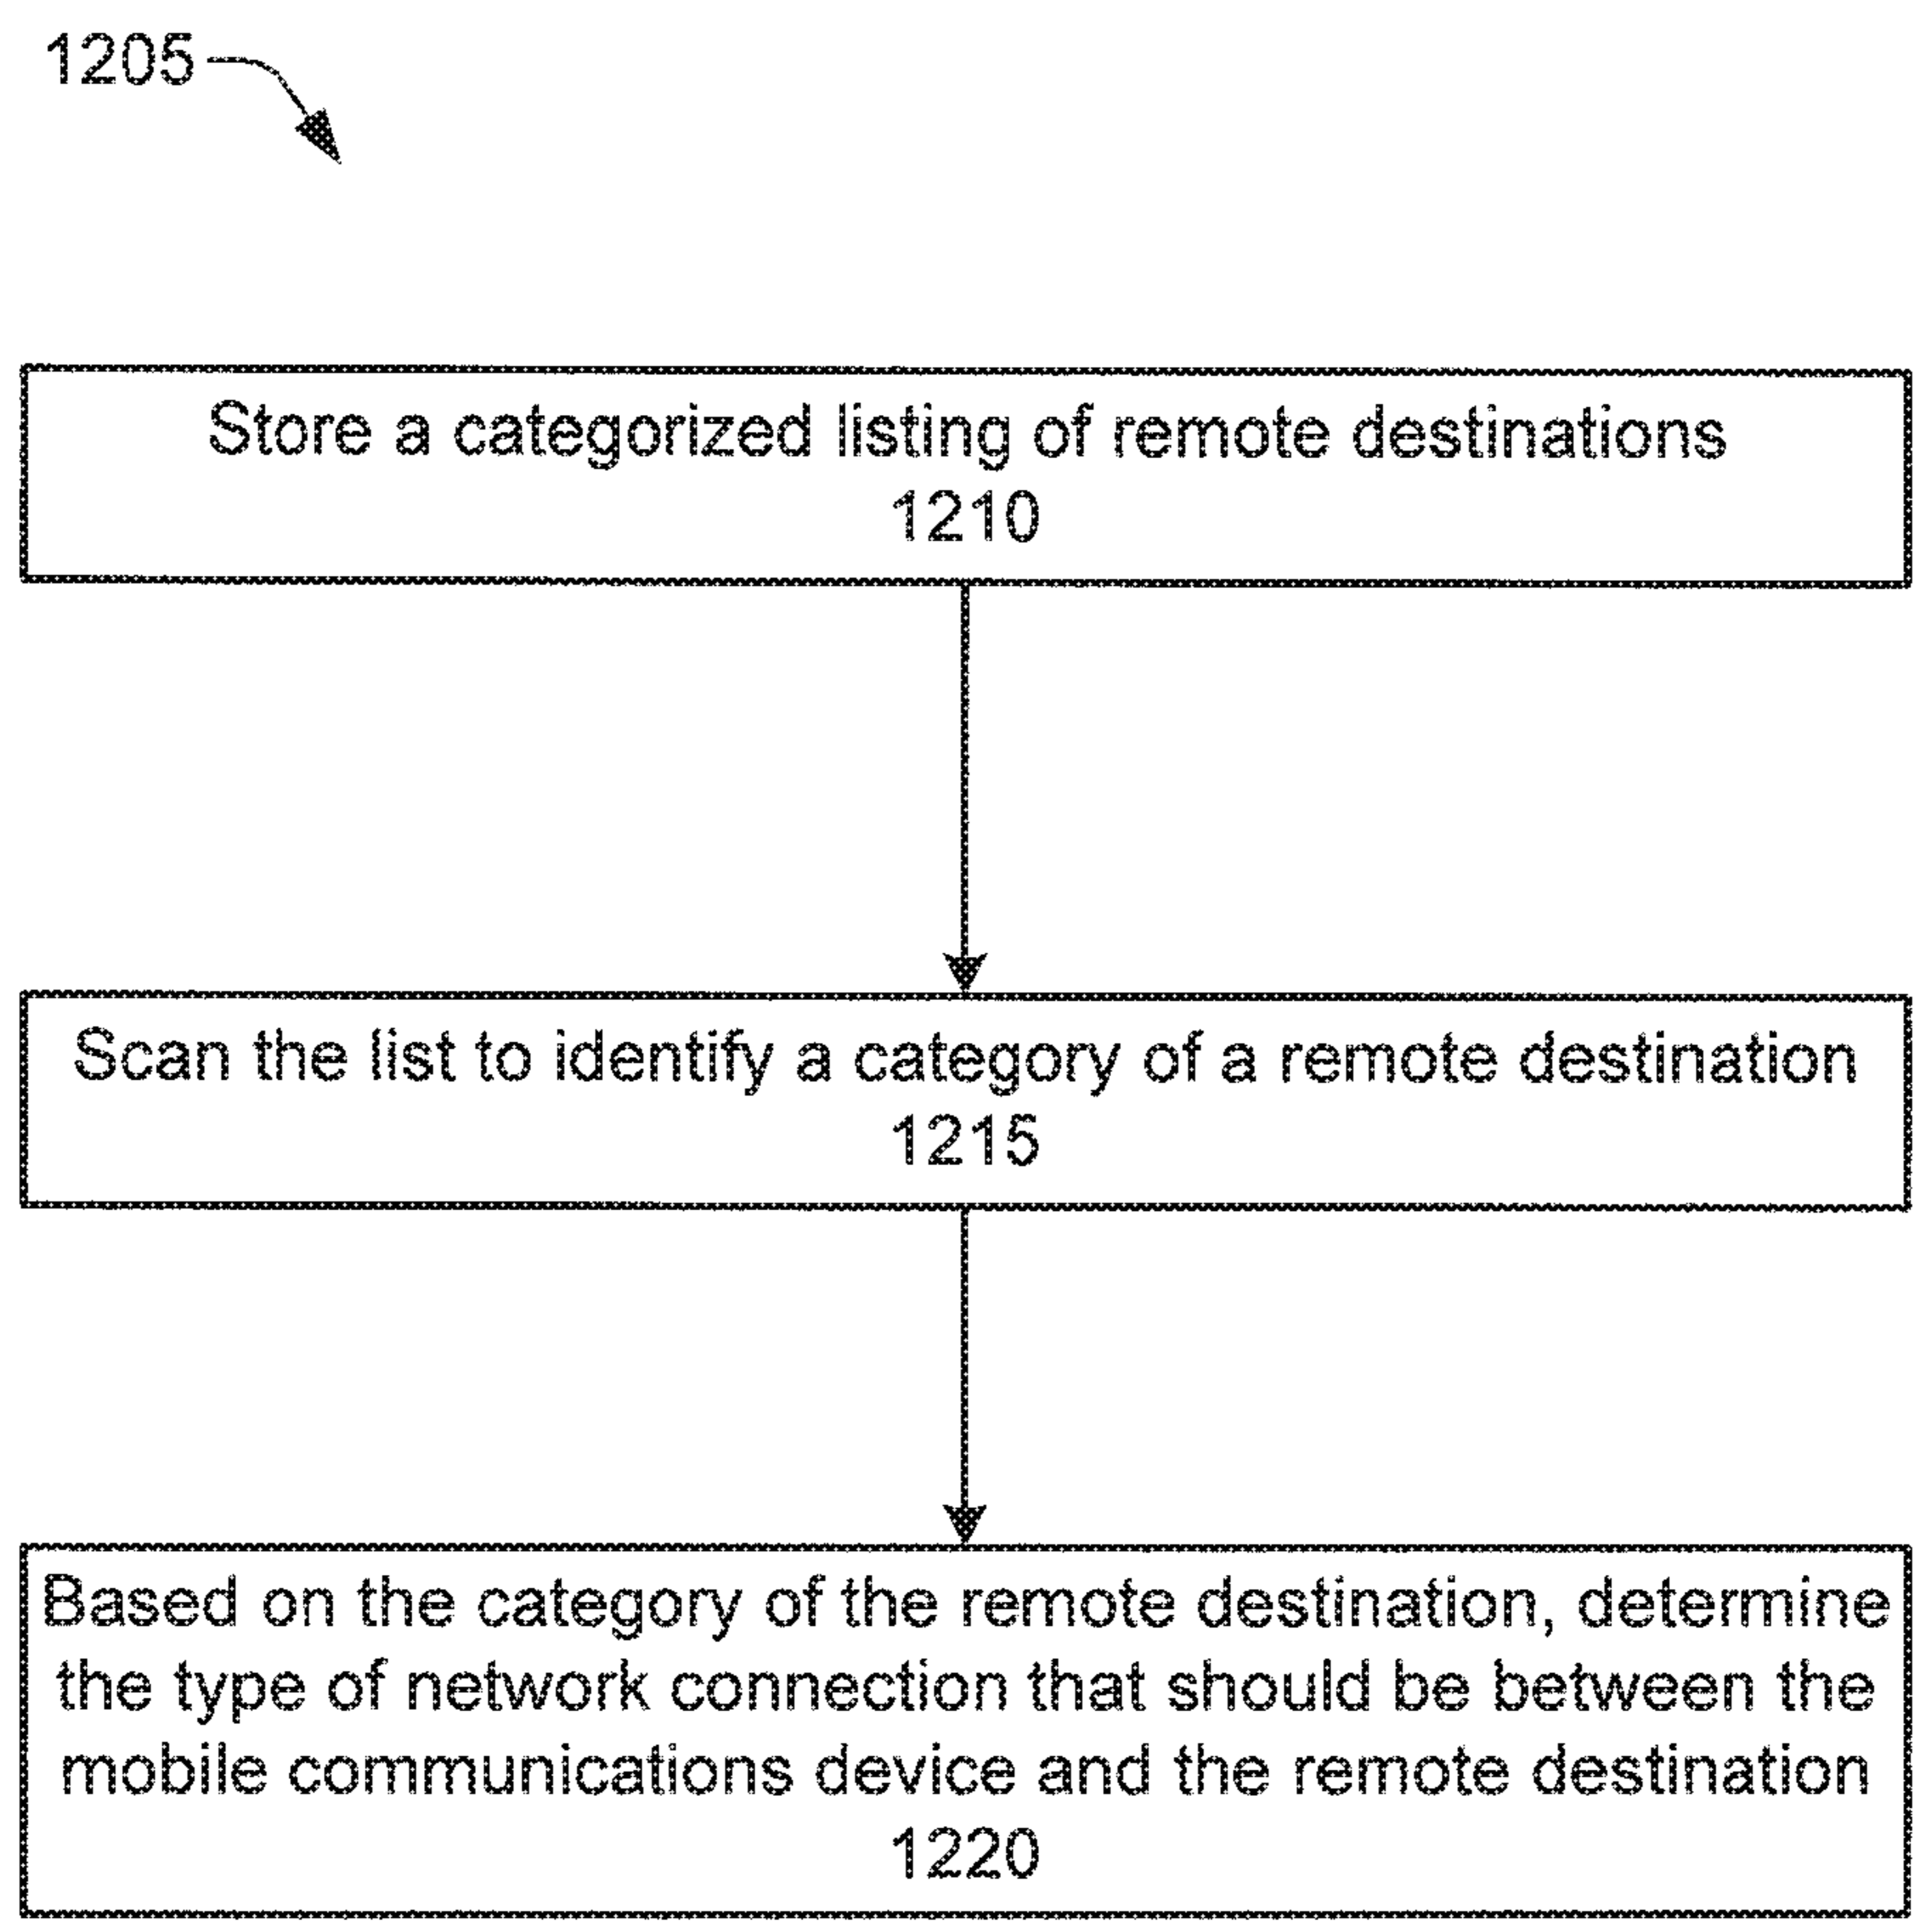 1205
Store a categorized listing of remote destinations
1210
Scan the list to identify a category of a remote destination
1215
Based on the category of the remote destination, determine
the type of network connection that should be between the
mobile communications device and the remote destination
1220